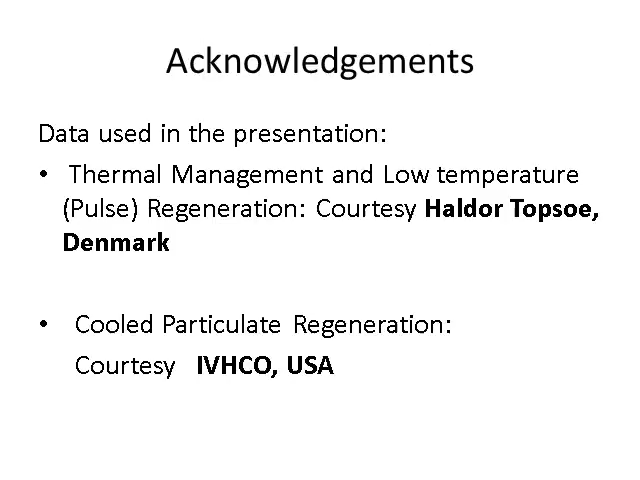 Acknowledgements
Data used in the presentation:
• Thermal Management and Low temperature
(Pulse) Regeneration: Courtesy Haldor Topsoe,
Denmark
• Cooled Particulate Regeneration:
Courtesy IVHCO, USA